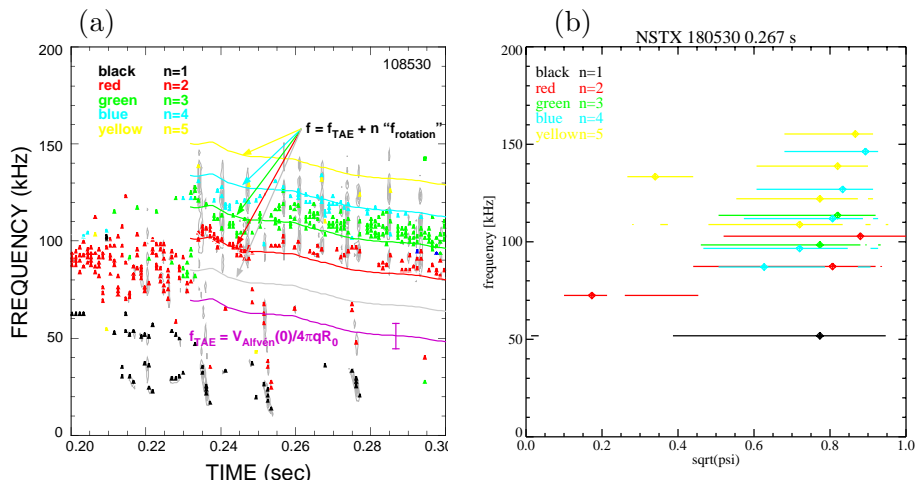 (a)
108530
black n=1
red n=2
green n=3
blue n=4
yellow n=5
f = f_TAE + n "f_rotation"
f_TAE = V_Alfven(0)/4πqR_0
FREQUENCY (kHz)
200
150
100
50
0
0.20 0.22 0.24 0.26 0.28 0.30
TIME (sec)
(b)
NSTX 180530 0.267 s
black n=1
red n=2
green n=3
blue n=4
yellow n=5
frequency [kHz]
200
150
100
50
0
0.0 0.2 0.4 0.6 0.8 1.0
sqrt(psi)